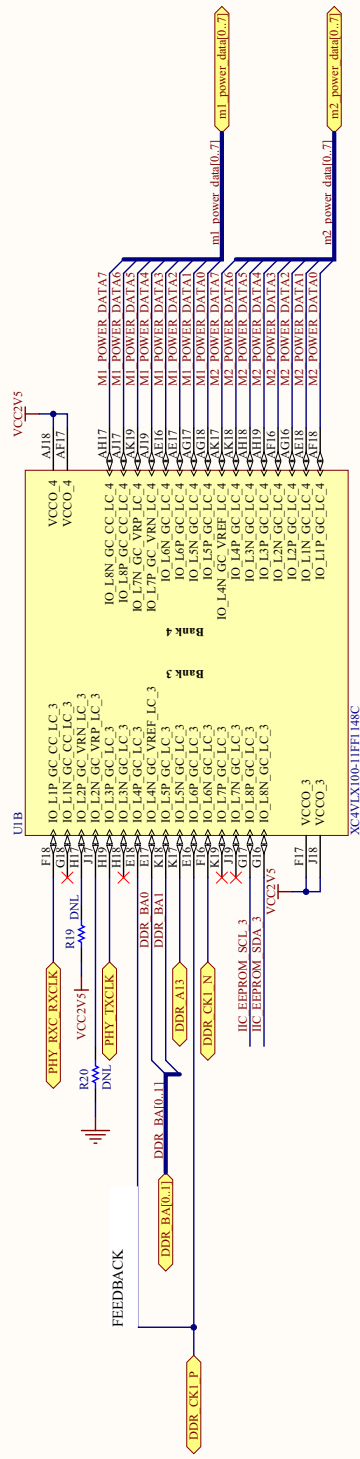 U1B
PHY_RXC_RXCLK
F18
IO_L1P_GC_CC_LC_3
G18
IO_L1N_GC_CC_LC_3
VCC2V5
R19
DNL
H17
IO_L2P_GC_VRN_LC_3
R20
DNL
J17
IO_L2N_GC_VRP_LC_3
PHY_TXCLK
H19
IO_L3P_GC_LC_3
H18
IO_L3N_GC_LC_3
FEEDBACK
E18
IO_L4P_GC_LC_3
DDR_BA0
E17
IO_L4N_GC_VREF_LC_3
DDR_BA[0..1]
DDR_BA[0..1]
DDR_BA1
K18
IO_L5P_GC_LC_3
DDR_A13
K17
IO_L5N_GC_LC_3
DDR_CK1_P
E16
IO_L6P_GC_LC_3
DDR_CK1_N
F16
IO_L6N_GC_LC_3
K19
IO_L7P_GC_LC_3
J19
IO_L7N_GC_LC_3
IIC_EEPROM_SCL_3
G17
IO_L8P_GC_LC_3
IIC_EEPROM_SDA_3
G16
IO_L8N_GC_LC_3
VCC2V5
F17
VCCO_3
J18
VCCO_3
Bank 3
Bank 4
VCC2V5
VCCO_4
AJ18
VCCO_4
AF17
IO_L8N_GC_CC_LC_4
AH17
M1_POWER_DATA7
IO_L8P_GC_CC_LC_4
AJ17
M1_POWER_DATA6
IO_L7N_GC_VRP_LC_4
AK19
M1_POWER_DATA5
IO_L7P_GC_VRN_LC_4
AJ19
M1_POWER_DATA4
IO_L6N_GC_LC_4
AE16
M1_POWER_DATA3
IO_L6P_GC_LC_4
AE17
M1_POWER_DATA2
IO_L5N_GC_LC_4
AG17
M1_POWER_DATA1
IO_L5P_GC_LC_4
AG18
M1_POWER_DATA0
m1_power_data[0..7]
m1_power_data[0..7]
IO_L4N_GC_VREF_LC_4
AK17
M2_POWER_DATA7
IO_L4P_GC_LC_4
AK18
M2_POWER_DATA6
IO_L3N_GC_LC_4
AH18
M2_POWER_DATA5
IO_L3P_GC_LC_4
AH19
M2_POWER_DATA4
IO_L2N_GC_LC_4
AF16
M2_POWER_DATA3
IO_L2P_GC_LC_4
AG16
M2_POWER_DATA2
IO_L1N_GC_LC_4
AE18
M2_POWER_DATA1
IO_L1P_GC_LC_4
AF18
M2_POWER_DATA0
m2_power_data[0..7]
m2_power_data[0..7]
XC4VLX100-11FF1148C